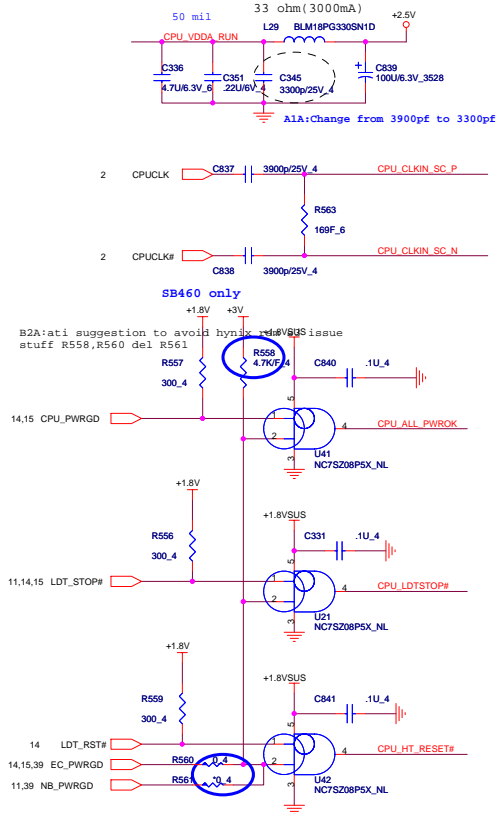 33 ohm(3000mA)
50 mil
L29 BLM18PG330SN1D
+2.5V
CPU_VDDA_RUN
C336
4.7U/6.3V_6
C351
.22U/6V_4
C345
3300p/25V_4
+
C839
100U/6.3V_3528
A1A:Change from 3900pf to 3300pf
2 CPUCLK C837 3900p/25V_4 CPU_CLKIN_SC_P
R563
169F_6
2 CPUCLK# C838 3900p/25V_4 CPU_CLKIN_SC_N
SB460 only
+1.8V +3V +1.8VSUS
B2A:ati suggestion to avoid hynix issue
stuff R558,R560 del R561
R557
300_4
R558
4.7K/F_4
C840 .1U_4
14,15 CPU_PWRGD 1 2 5 3 4 CPU_ALL_PWROK
U41
NC7SZ08P5X_NL
+1.8V +1.8VSUS
R556
300_4
C331 .1U_4
11,14,15 LDT_STOP# 1 2 5 3 4 CPU_LDTSTOP#
U21
NC7SZ08P5X_NL
+1.8V +1.8VSUS
R559
300_4
C841 .1U_4
14 LDT_RST# 1 2 5 3 4 CPU_HT_RESET#
14,15,39 EC_PWRGD R560 0_4
11,39 NB_PWRGD R561 *0_4
U42
NC7SZ08P5X_NL